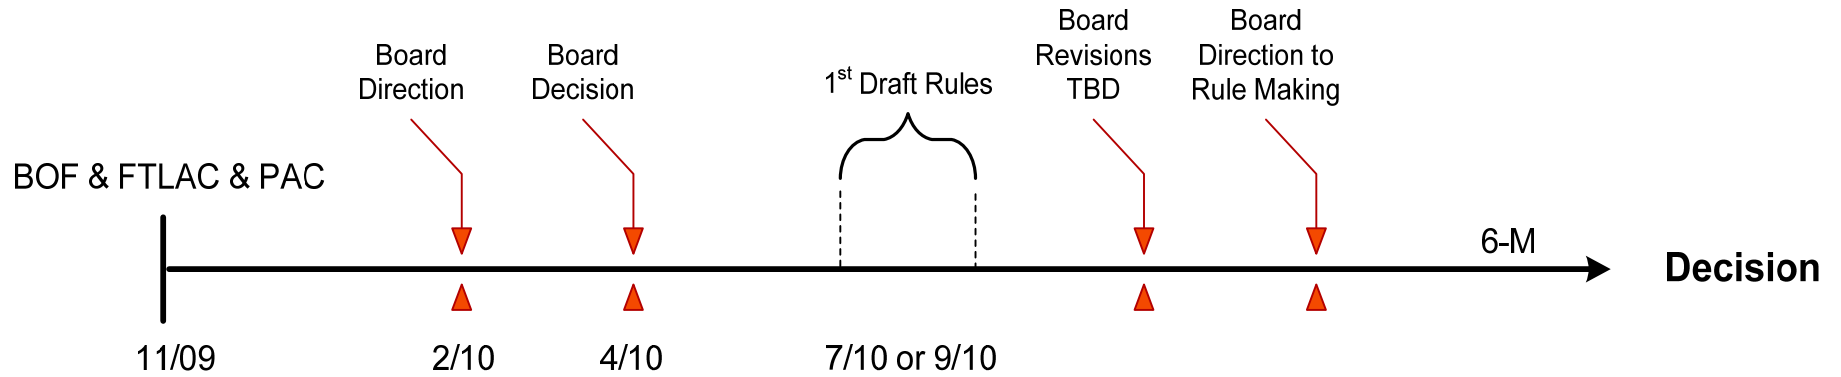 Board
Direction
Board
Decision
1st Draft Rules
Board
Revisions
TBD
Board
Direction to
Rule Making
BOF & FTLAC & PAC
6-M
Decision
11/09
2/10
4/10
7/10 or 9/10